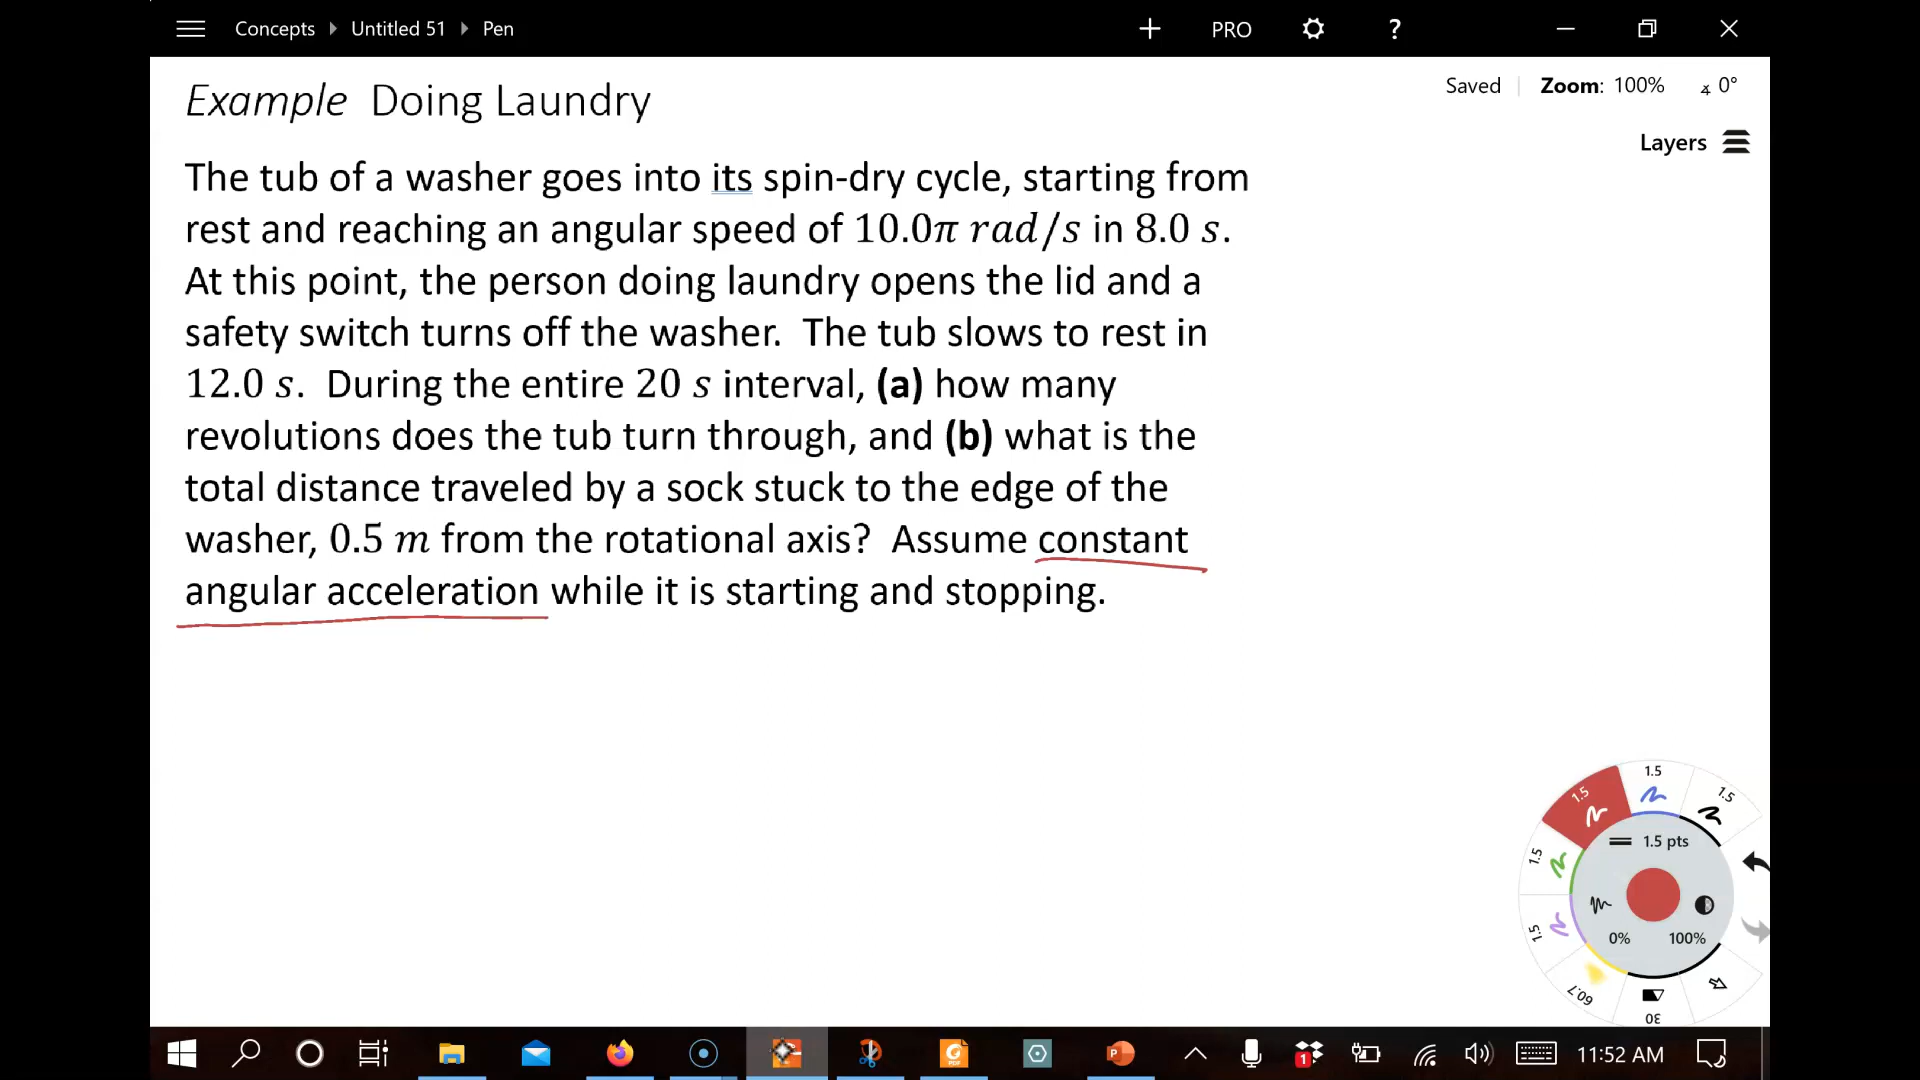 Concepts Untitled 51 Pen
PRO
?
Example Doing Laundry
Saved Zoom: 100% 0°
Layers
The tub of a washer goes into its spin-dry cycle, starting from
rest and reaching an angular speed of 10.0π rad/s in 8.0 s.
At this point, the person doing laundry opens the lid and a
safety switch turns off the washer. The tub slows to rest in
12.0 s. During the entire 20 s interval, (a) how many
revolutions does the tub turn through, and (b) what is the
total distance traveled by a sock stuck to the edge of the
washer, 0.5 m from the rotational axis? Assume constant
angular acceleration while it is starting and stopping.
1.5
1.5
1.5
1.5 pts
1.5
0% 100%
1.5
60.7
30
1
11:52 AM